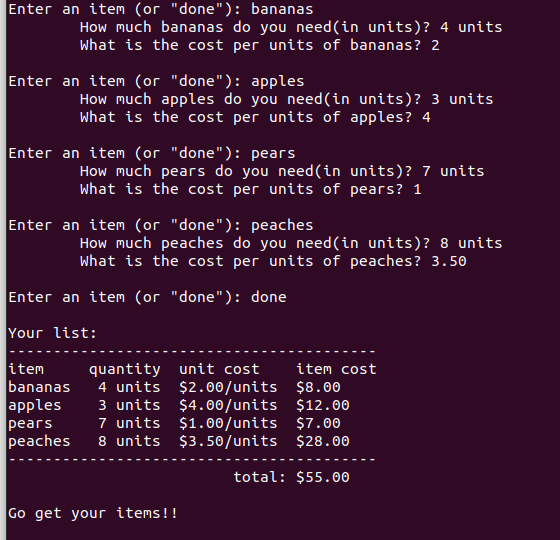 Enter an item (or "done"): bananas
        How much bananas do you need(in units)? 4 units
        What is the cost per units of bananas? 2

Enter an item (or "done"): apples
        How much apples do you need(in units)? 3 units
        What is the cost per units of apples? 4

Enter an item (or "done"): pears
        How much pears do you need(in units)? 7 units
        What is the cost per units of pears? 1

Enter an item (or "done"): peaches
        How much peaches do you need(in units)? 8 units
        What is the cost per units of peaches? 3.50

Enter an item (or "done"): done

Your list:
-----------------------------------------
item     quantity  unit cost    item cost
bananas   4 units  $2.00/units  $8.00
apples    3 units  $4.00/units  $12.00
pears     7 units  $1.00/units  $7.00
peaches   8 units  $3.50/units  $28.00
-----------------------------------------
                         total: $55.00

Go get your items!!